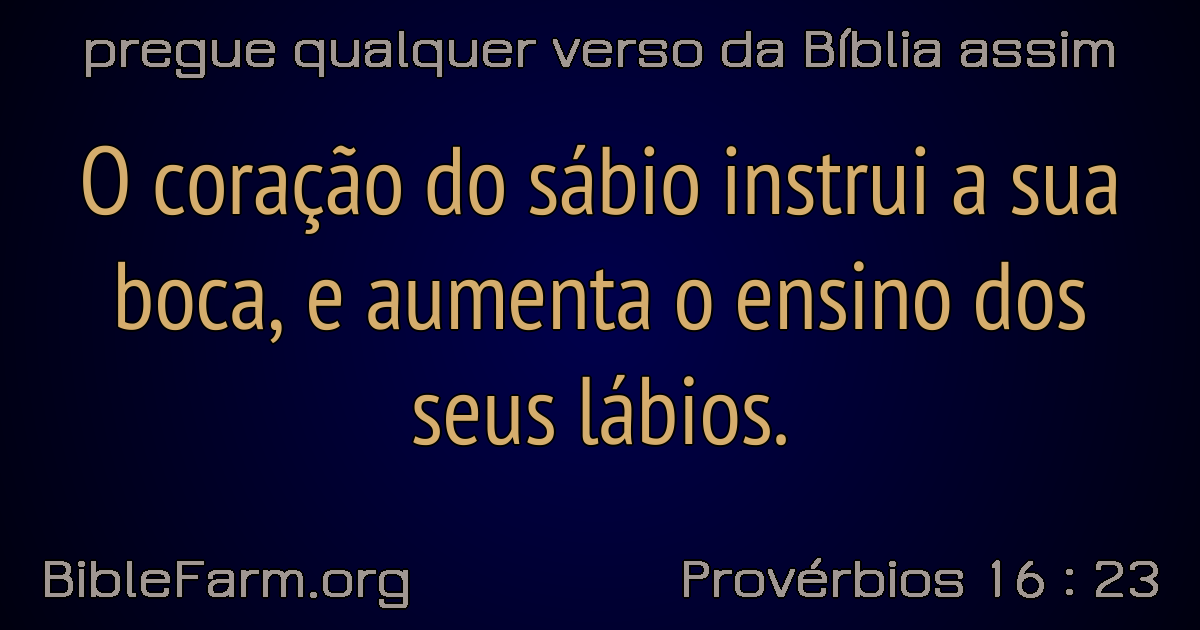 pregue qualquer verso da Bíblia assim
O coração do sábio instrui a sua
boca, e aumenta o ensino dos
seus lábios.
BibleFarm.org
Provérbios 16 : 23